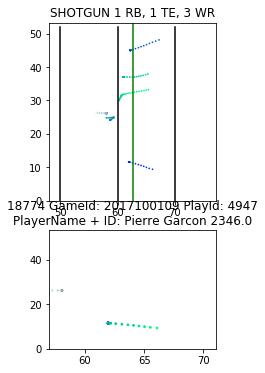 SHOTGUN 1 RB, 1 TE, 3 WR
50
40
30
20
10
0
50 60 70
18774 GameId: 2017100109 PlayId: 4947
PlayerName + ID: Pierre Garcon 2346.0
40
20
0
60 65 70